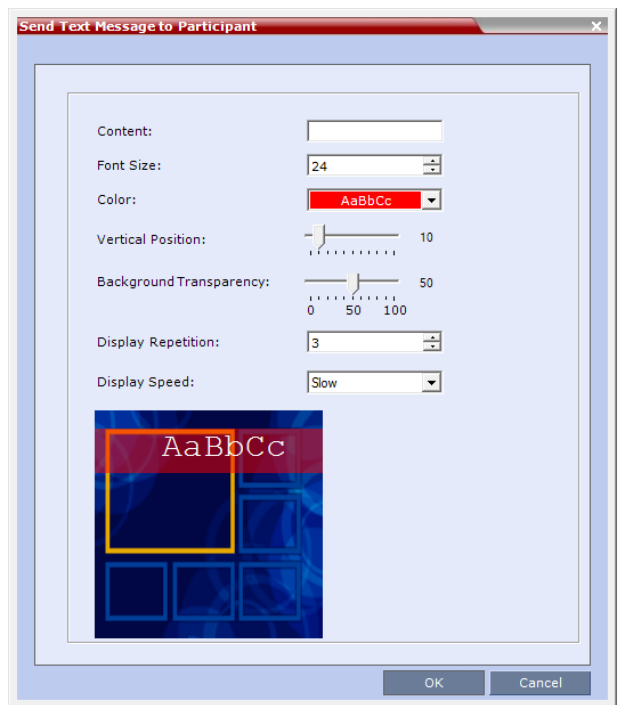 Send Text Message to Participant
Content:
Font Size: 24
Color: AaBbCc
Vertical Position: 10
Background Transparency: 50
0 50 100
Display Repetition: 3
Display Speed: Slow
AaBbCc
OK Cancel